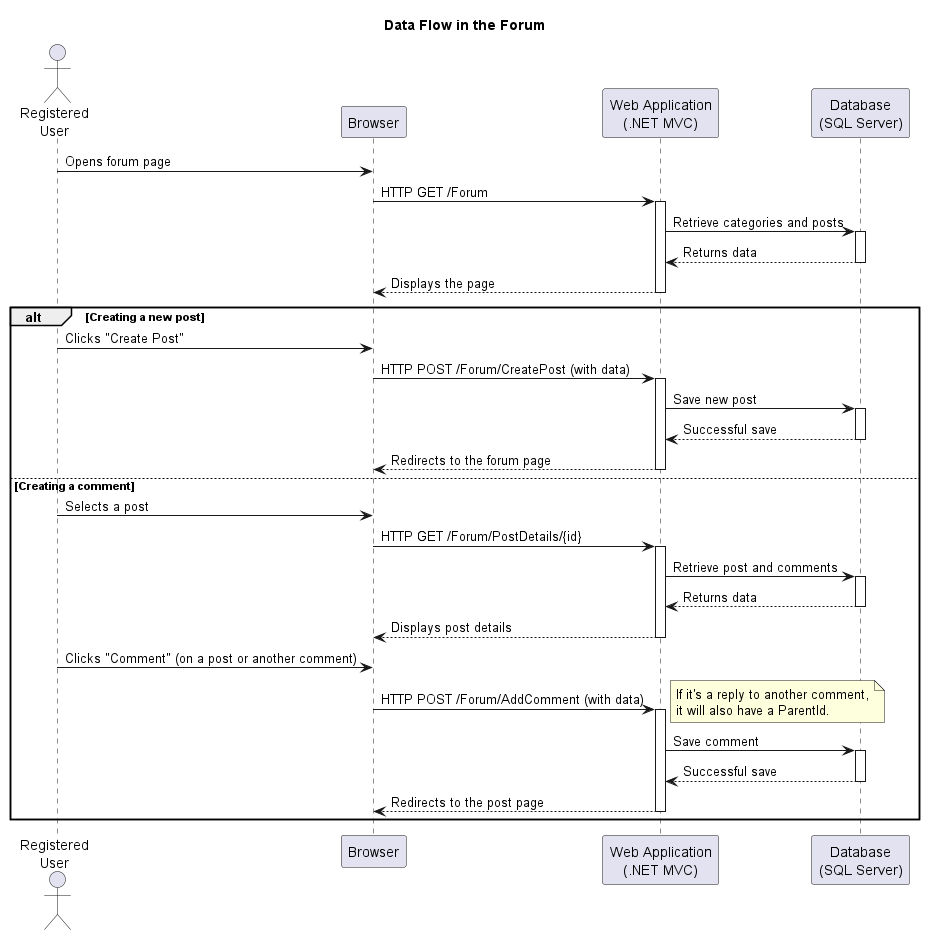 Data Flow in the Forum
Registered
User
Browser
Web Application
(.NET MVC)
Database
(SQL Server)
Opens forum page
HTTP GET /Forum
Retrieve categories and posts
Returns data
Displays the page
alt
[Creating a new post]
Clicks "Create Post"
HTTP POST /Forum/CreatePost (with data)
Save new post
Successful save
Redirects to the forum page
[Creating a comment]
Selects a post
HTTP GET /Forum/PostDetails/{id}
Retrieve post and comments
Returns data
Displays post details
Clicks "Comment" (on a post or another comment)
HTTP POST /Forum/AddComment (with data)
If it's a reply to another comment,
it will also have a ParentId.
Save comment
Successful save
Redirects to the post page
Registered
User
Browser
Web Application
(.NET MVC)
Database
(SQL Server)